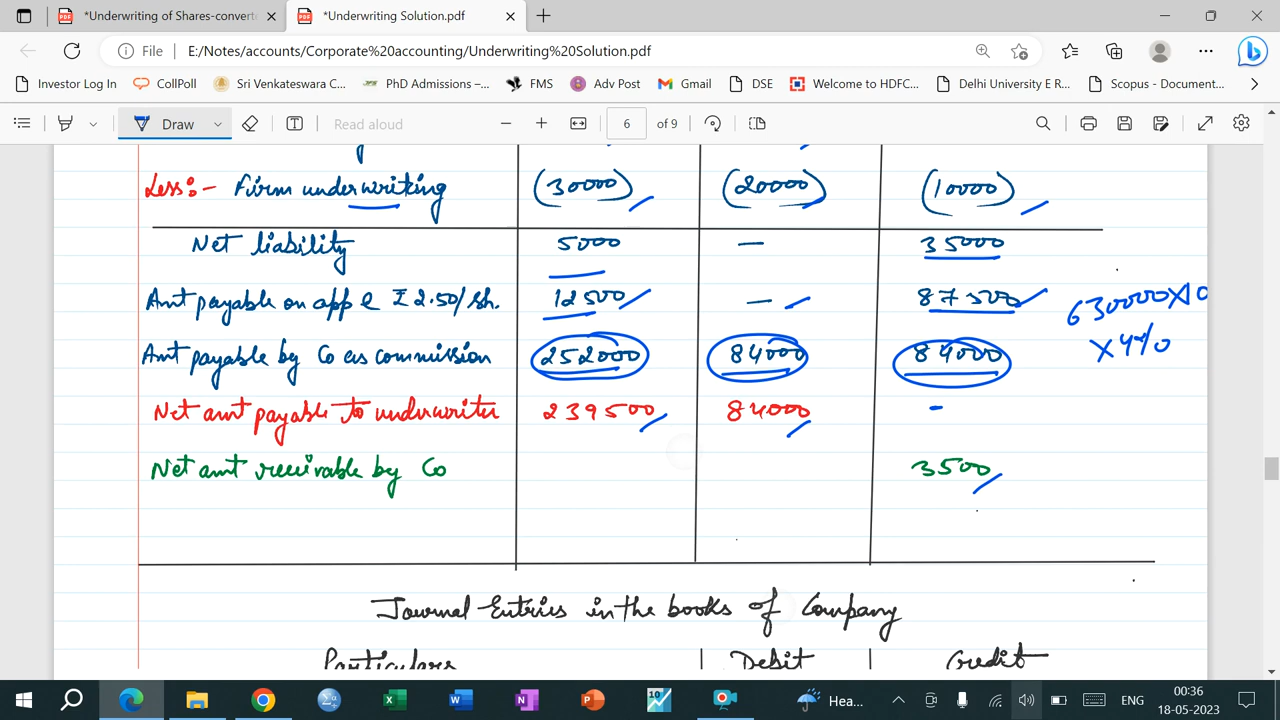 *Underwriting of Shares-converte
*Underwriting Solution.pdf
File E:/Notes/accounts/Corporate%20accounting/Underwriting%20Solution.pdf
Investor Log In CollPoll Sri Venkateswara C... PhD Admissions –... FMS Adv Post Gmail DSE Welcome to HDFC... Delhi University E R... Scopus - Document...
Draw Read aloud 6 of 9
Less:- Firm underwriting (30000) (20000) (10000)
Net liability 5000 — 35000
Amt payable on app @ ₹ 2.50/sh. 12500 — 87500
630000×10
×4%
Amt payable by Co as commission 252000 84000 84000
Net amt payable to underwriter 239500 84000 -
Net amt receivable by Co 3500
Journal Entries in the books of Company
Particulars Debit Credit
Hea... ENG 00:36
18-05-2023